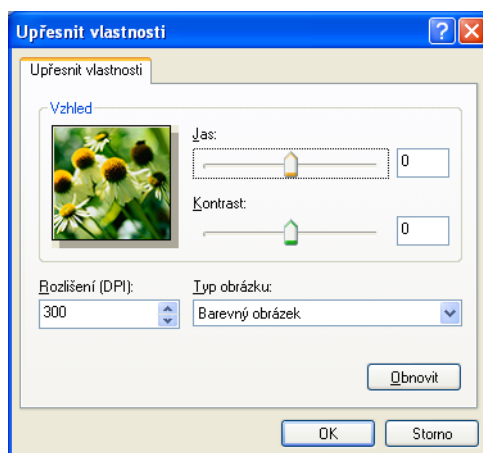 Upřesnit vlastnosti
Upřesnit vlastnosti
Vzhled
Jas:
0
Kontrast:
0
Rozlišení (DPI):
Typ obrázku:
300
Barevný obrázek
Obnovit
OK
Storno